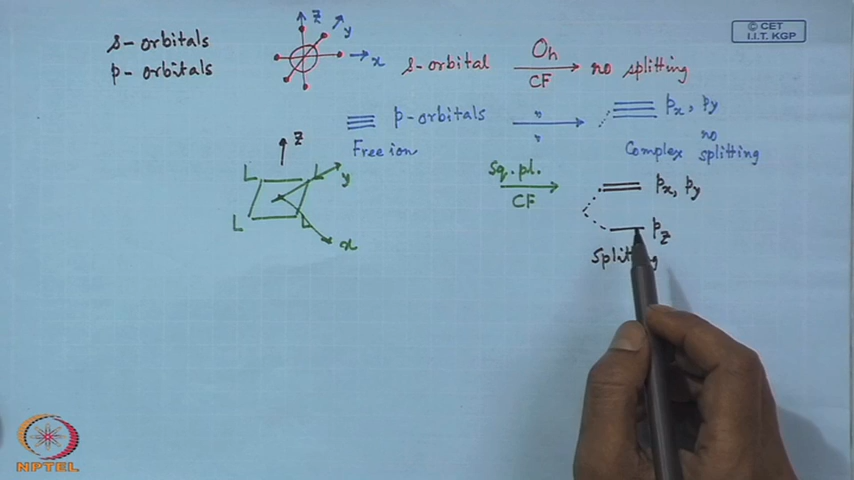 © CET
I.I.T. KGP
s-orbitals
p-orbitals
z
y
x
s-orbital Oh CF no splitting
p-orbitals " " px, py
Free ion
Complex no splitting
z
L L y
L L x
Sq. pl. CF px, py
pz
Splitting
NPTEL